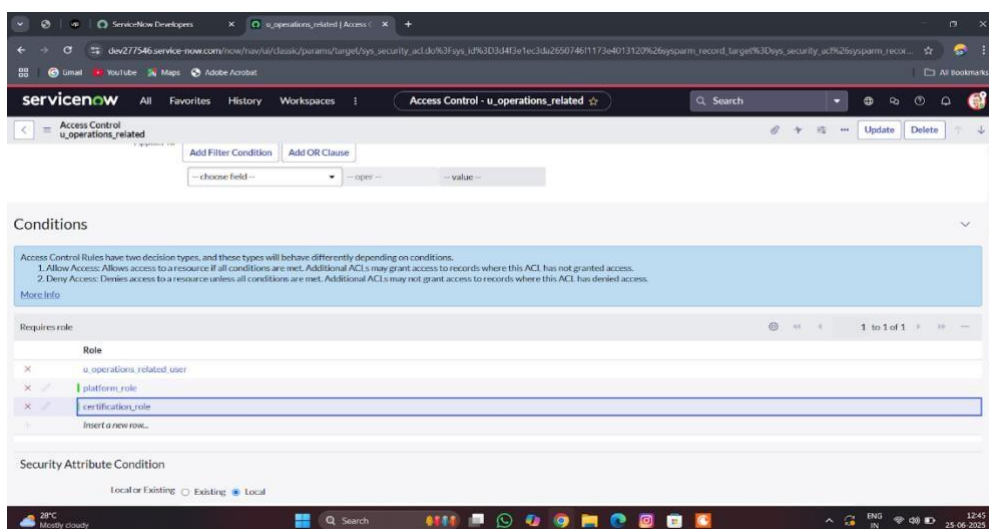 ServiceNow Developers
u_operations_related | Access C
dev277546.service-now.com/now/nav/ui/classic/params/target/sys_security_acl.do%3Fsys_id%3D3d4f3e1ec3da265074611173e4013120%26sysparm_record_target%3Dsys_security_acl%26sysparm_recor...
Gmail YouTube Maps Adobe Acrobat All Bookmarks
servicenow All Favorites History Workspaces Access Control - u_operations_related Search
Access Control
u_operations_related
Update Delete
Add Filter Condition Add OR Clause
-- choose field -- -- oper -- -- value --
Conditions
Access Control Rules have two decision types, and these types will behave differently depending on conditions.
1. Allow Access: Allows access to a resource if all conditions are met. Additional ACLs may grant access to records where this ACL has not granted access.
2. Deny Access: Denies access to a resource unless all conditions are met. Additional ACLs may not grant access to records where this ACL has denied access.
More Info
Requires role 1 to 1 of 1
Role
u_operations_related_user
platform_role
certification_role
Insert a new row...
Security Attribute Condition
Local or Existing Existing Local
28°C
Mostly cloudy
Search
ENG
IN
12:45
25-06-2025